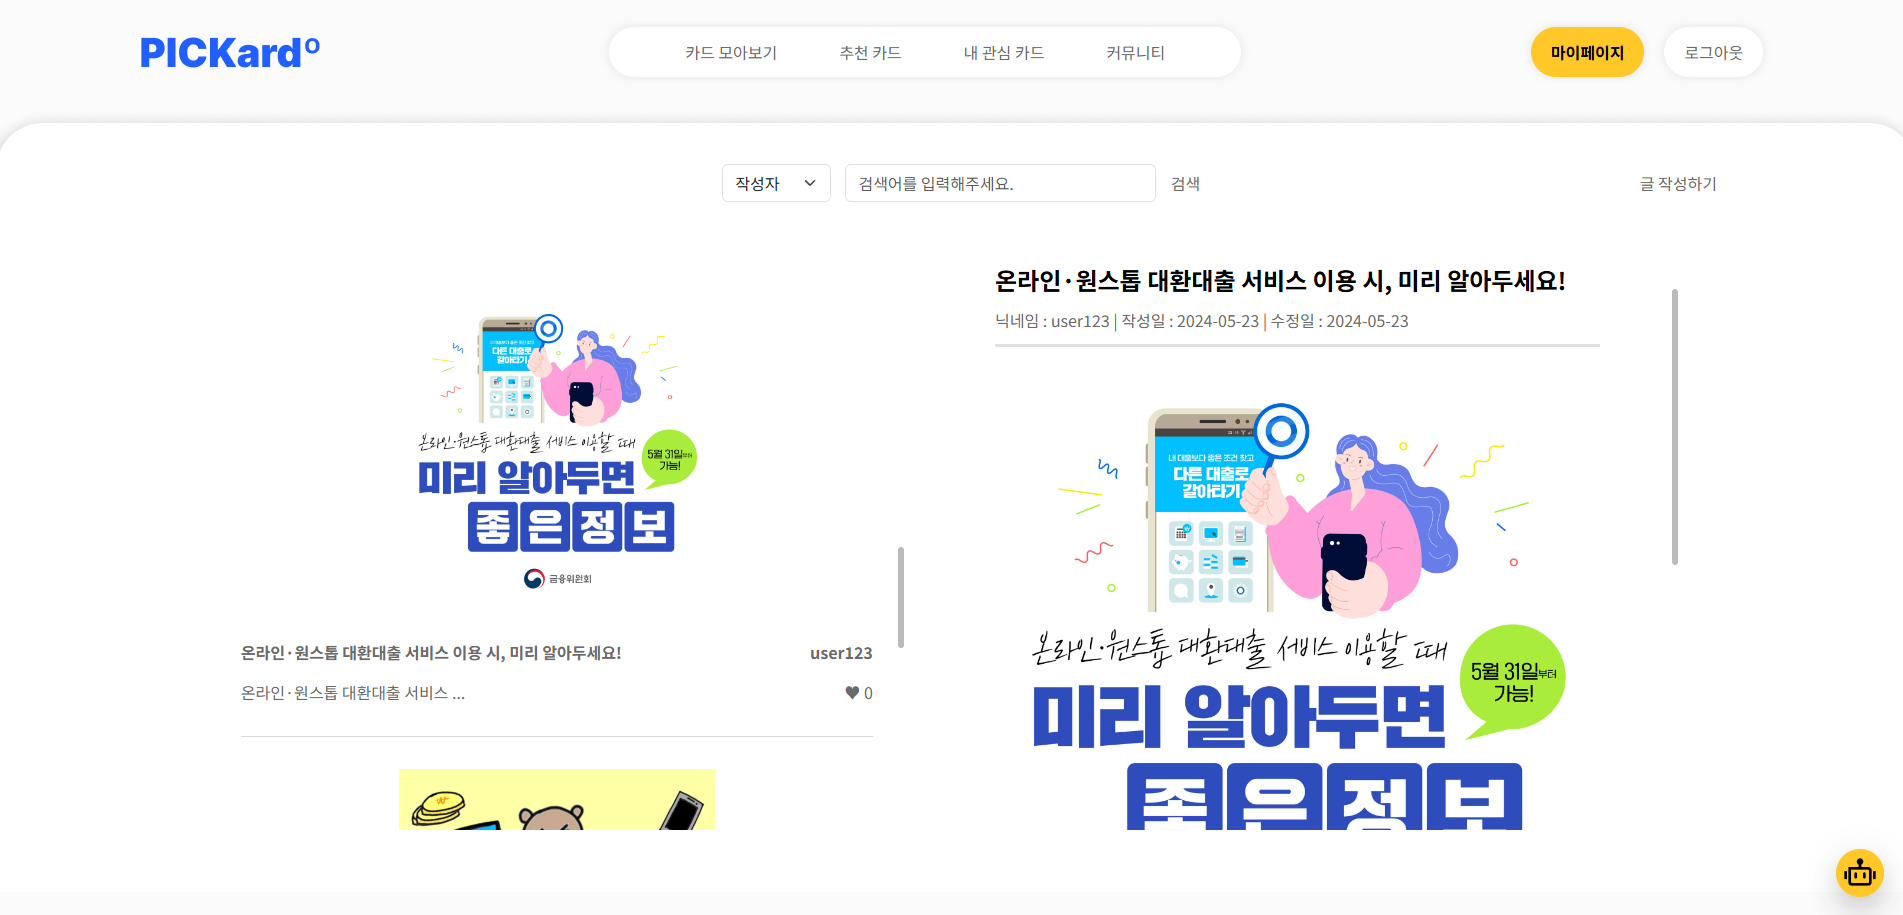 PICKardº
카드 모아보기
추천 카드
내 관심 카드
커뮤니티
마이페이지
로그아웃
작성자
검색어를 입력해주세요.
검색
글 작성하기
다른 대출로
갈아타기
온라인·원스톱 대환대출 서비스 이용할 때
5월 31일부터
가능!
미리 알아두면
좋은정보
금융위원회
온라인·원스톱 대환대출 서비스 이용 시, 미리 알아두세요!
user123
온라인·원스톱 대환대출 서비스 ...
♥ 0
온라인·원스톱 대환대출 서비스 이용 시, 미리 알아두세요!
닉네임 : user123 | 작성일 : 2024-05-23 | 수정일 : 2024-05-23
내 대출보다 좋은 조건 찾고
다른 대출로
갈아타기
온라인·원스톱 대환대출 서비스 이용할 때
5월 31일부터
가능!
미리 알아두면
좋은정보